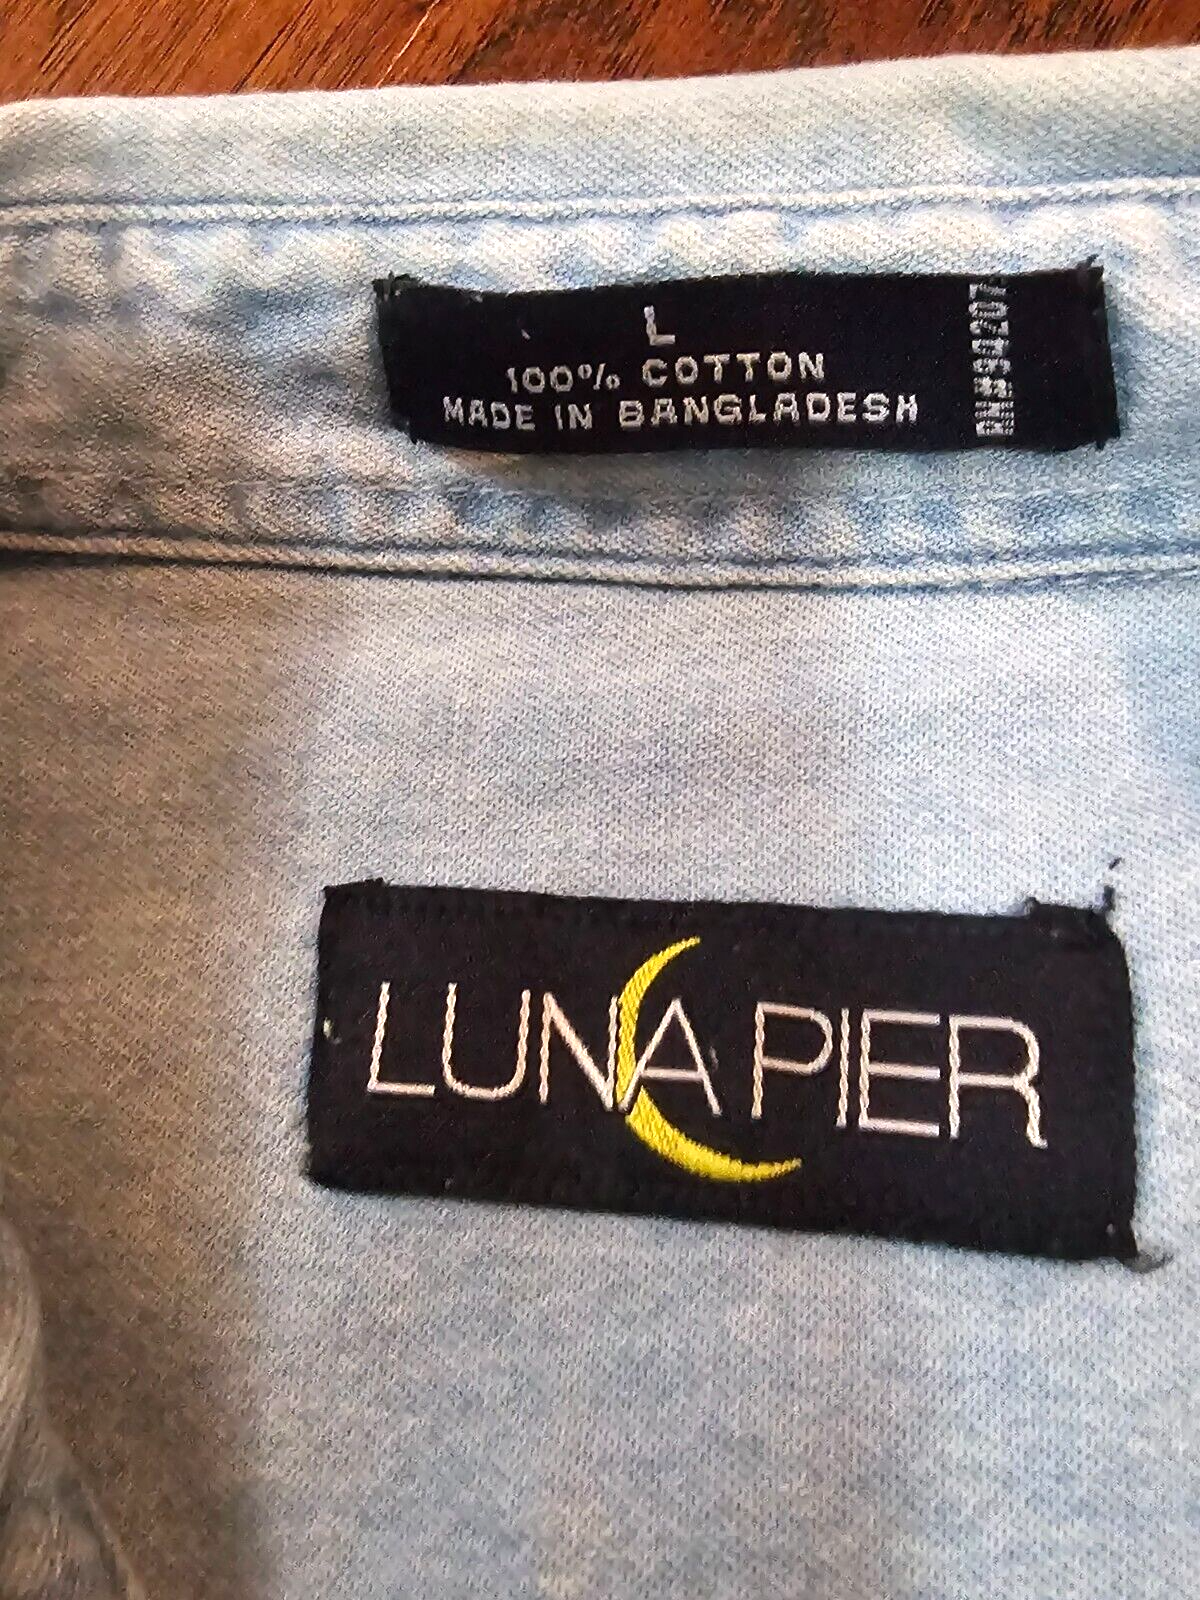 L
100% COTTON
MADE IN BANGLADESH
LUNA PIER